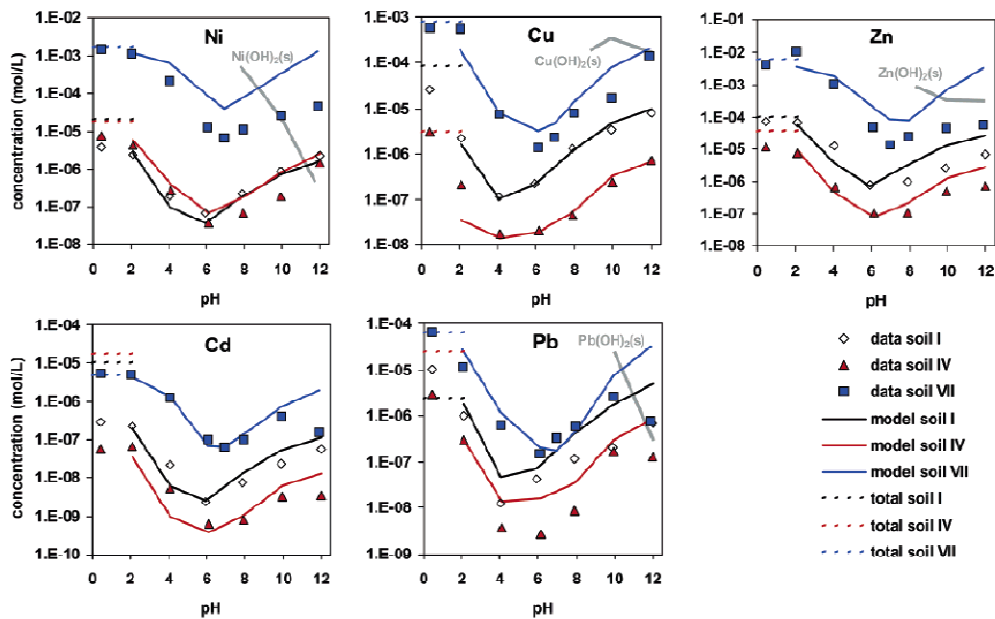 1.E-02
1.E-03
1.E-04
1.E-05
1.E-06
1.E-07
1.E-08
concentration (mol/L)
Ni
Ni(OH)2(s)
0 2 4 6 8 10 12
pH
1.E-03
1.E-04
1.E-05
1.E-06
1.E-07
1.E-08
Cu
Cu(OH)2(s)
0 2 4 6 8 10 12
pH
1.E-01
1.E-02
1.E-03
1.E-04
1.E-05
1.E-06
1.E-07
1.E-08
Zn
Zn(OH)2(s)
0 2 4 6 8 10 12
pH
1.E-04
1.E-05
1.E-06
1.E-07
1.E-08
1.E-09
1.E-10
concentration (mol/L)
Cd
0 2 4 6 8 10 12
pH
1.E-04
1.E-05
1.E-06
1.E-07
1.E-08
1.E-09
Pb
Pb(OH)2(s)
0 2 4 6 8 10 12
pH
data soil I
data soil IV
data soil VII
model soil I
model soil IV
model soil VII
total soil I
total soil IV
total soil VII